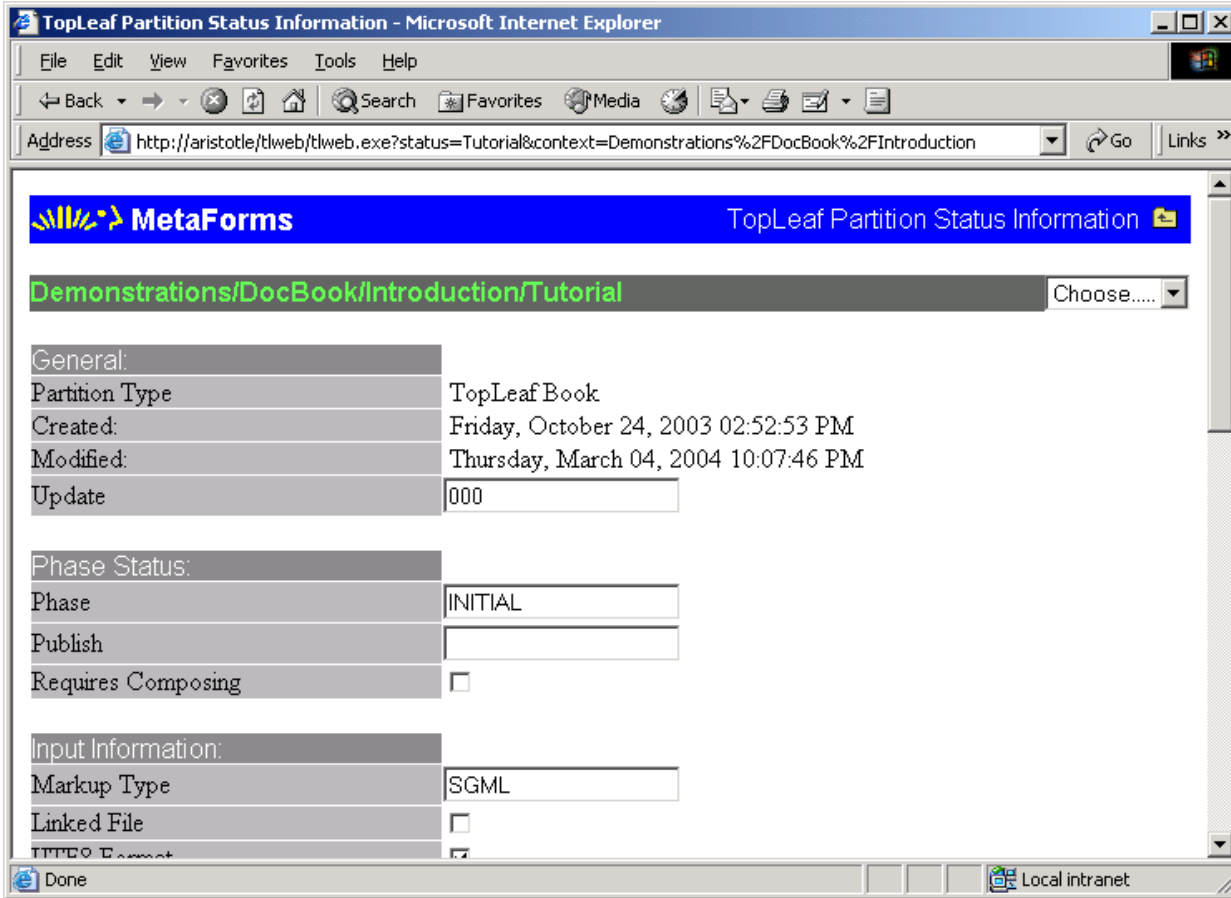 TopLeaf Partition Status Information - Microsoft Internet Explorer
File Edit View Favorites Tools Help
Back Search Favorites Media
Address http://aristotle/tlweb/tlweb.exe?status=Tutorial&context=Demonstrations%2FDocBook%2FIntroduction Go Links »
MetaForms TopLeaf Partition Status Information
Demonstrations/DocBook/Introduction/Tutorial Choose.....
General:
Partition Type TopLeaf Book
Created: Friday, October 24, 2003 02:52:53 PM
Modified: Thursday, March 04, 2004 10:07:46 PM
Update 000
Phase Status:
Phase INITIAL
Publish
Requires Composing
Input Information:
Markup Type SGML
Linked File
UTF8 Format
Done Local intranet